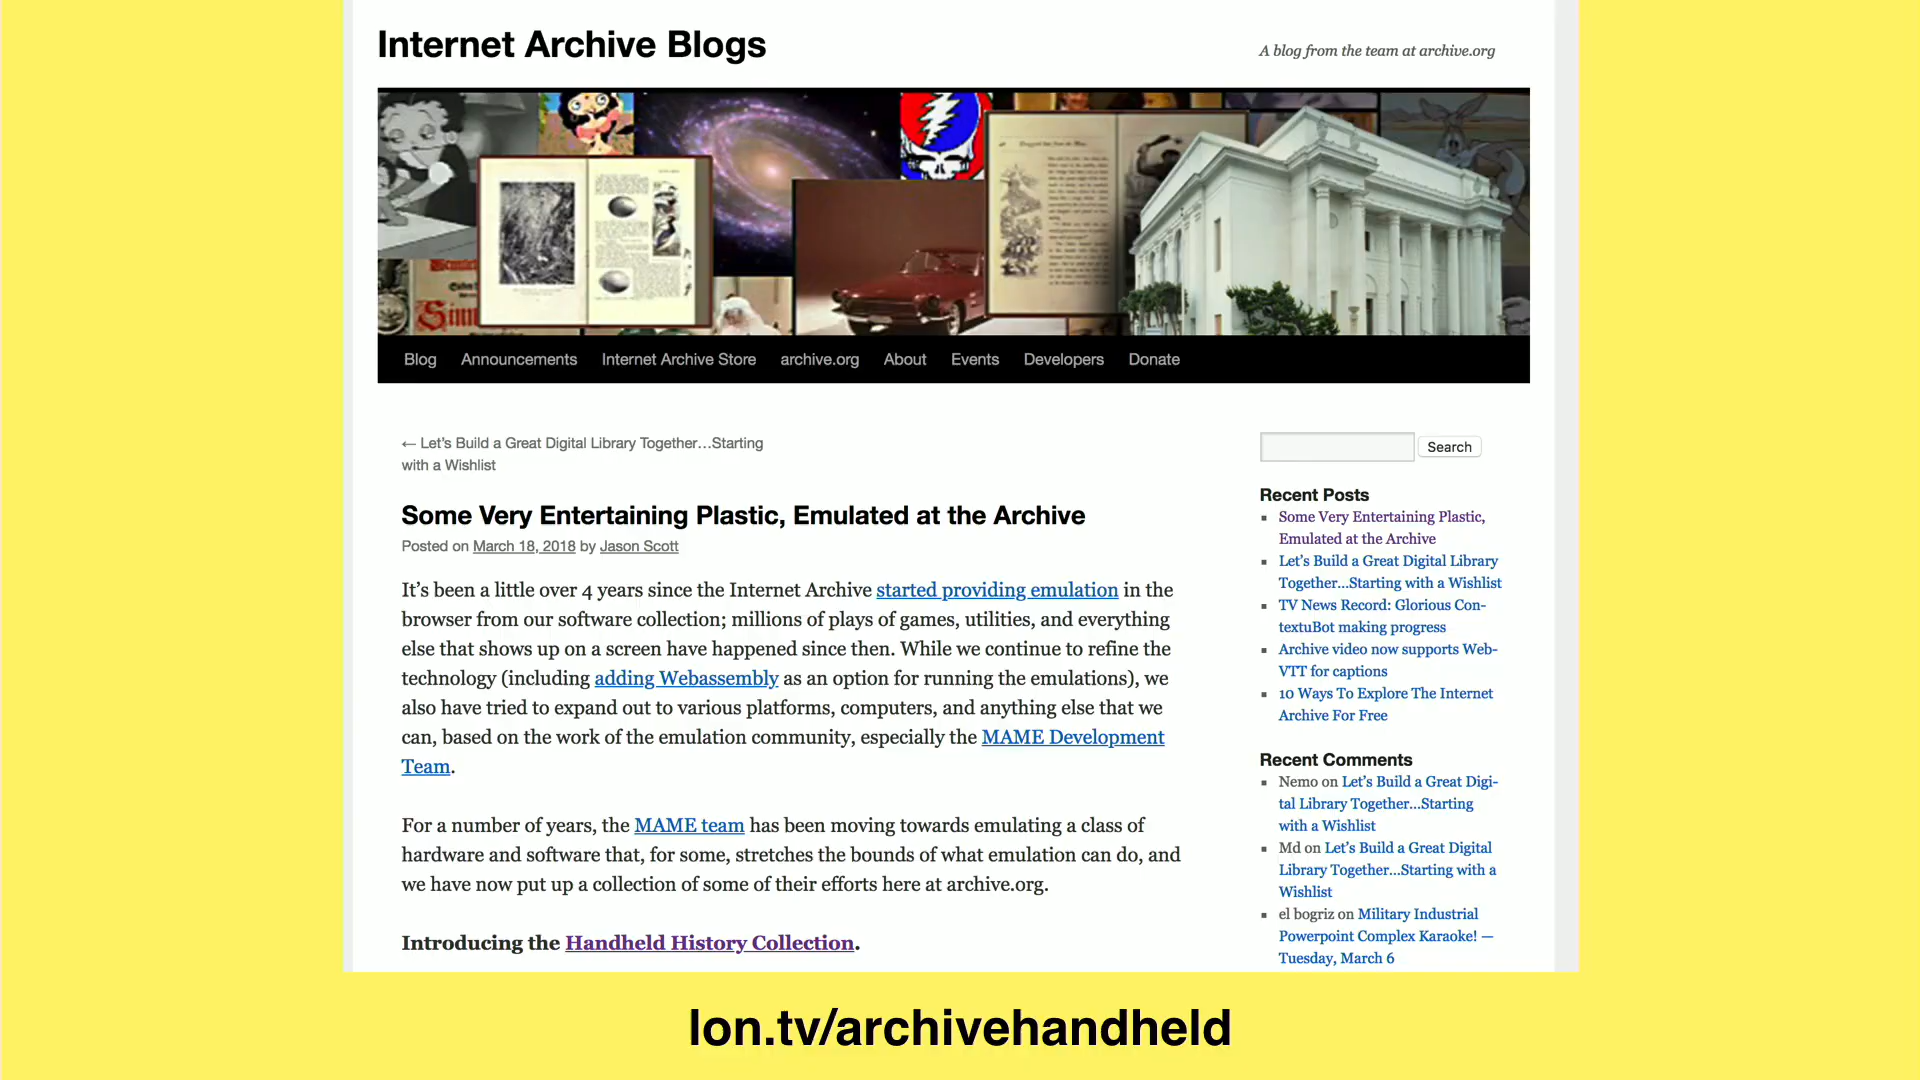 Internet Archive Blogs
A blog from the team at archive.org
Blog Announcements Internet Archive Store archive.org About Events Developers Donate
← Let’s Build a Great Digital Library Together…Starting
with a Wishlist
Some Very Entertaining Plastic, Emulated at the Archive
Posted on March 18, 2018 by Jason Scott
It’s been a little over 4 years since the Internet Archive started providing emulation in the
browser from our software collection; millions of plays of games, utilities, and everything
else that shows up on a screen have happened since then. While we continue to refine the
technology (including adding Webassembly as an option for running the emulations), we
also have tried to expand out to various platforms, computers, and anything else that we
can, based on the work of the emulation community, especially the MAME Development
Team.
For a number of years, the MAME team has been moving towards emulating a class of
hardware and software that, for some, stretches the bounds of what emulation can do, and
we have now put up a collection of some of their efforts here at archive.org.
Introducing the Handheld History Collection.
Search
Recent Posts
Some Very Entertaining Plastic,
Emulated at the Archive
Let’s Build a Great Digital Library
Together…Starting with a Wishlist
TV News Record: Glorious Con-
textuBot making progress
Archive video now supports Web-
VTT for captions
10 Ways To Explore The Internet
Archive For Free
Recent Comments
Nemo on Let’s Build a Great Digi-
tal Library Together…Starting
with a Wishlist
Md on Let’s Build a Great Digital
Library Together…Starting with a
Wishlist
el bogriz on Military Industrial
Powerpoint Complex Karaoke! —
Tuesday, March 6
lon.tv/archivehandheld